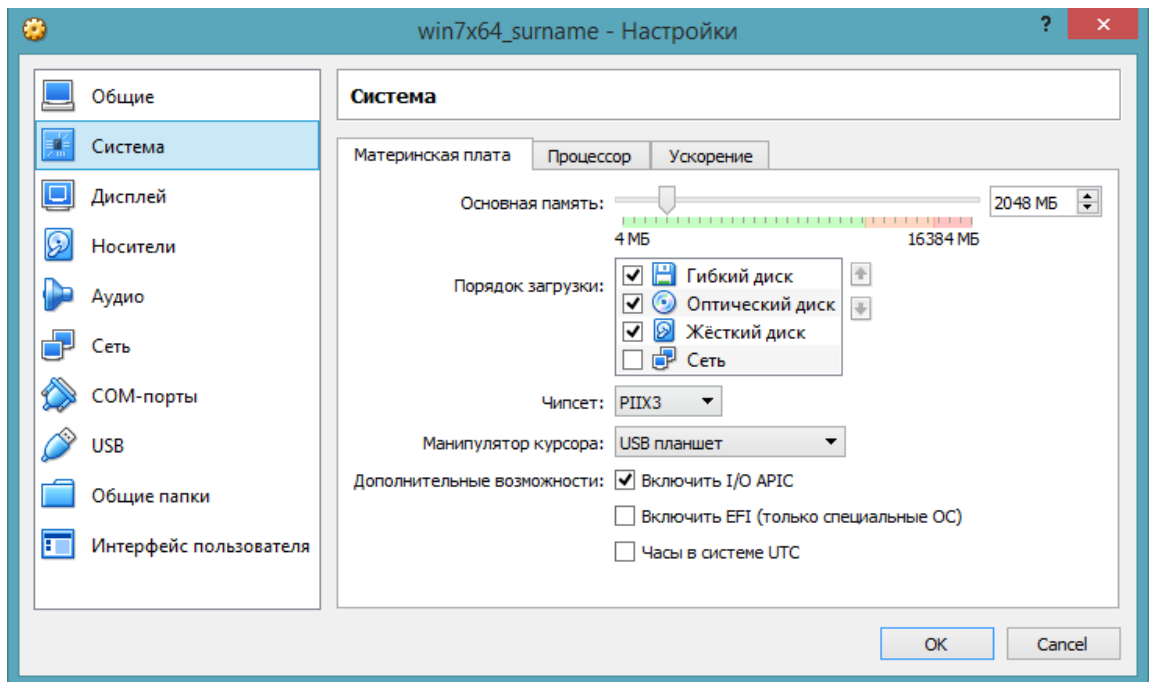 win7x64_surname - Настройки
?
Общие
Система
Дисплей
Носители
Аудио
Сеть
COM-порты
USB
Общие папки
Интерфейс пользователя
Система
Материнская плата Процессор Ускорение
Основная память: 2048 МБ
4 МБ 16384 МБ
Порядок загрузки: Гибкий диск
Оптический диск
Жёсткий диск
Сеть
Чипсет: PIIX3
Манипулятор курсора: USB планшет
Дополнительные возможности: Включить I/O APIC
Включить EFI (только специальные ОС)
Часы в системе UTC
OK Cancel